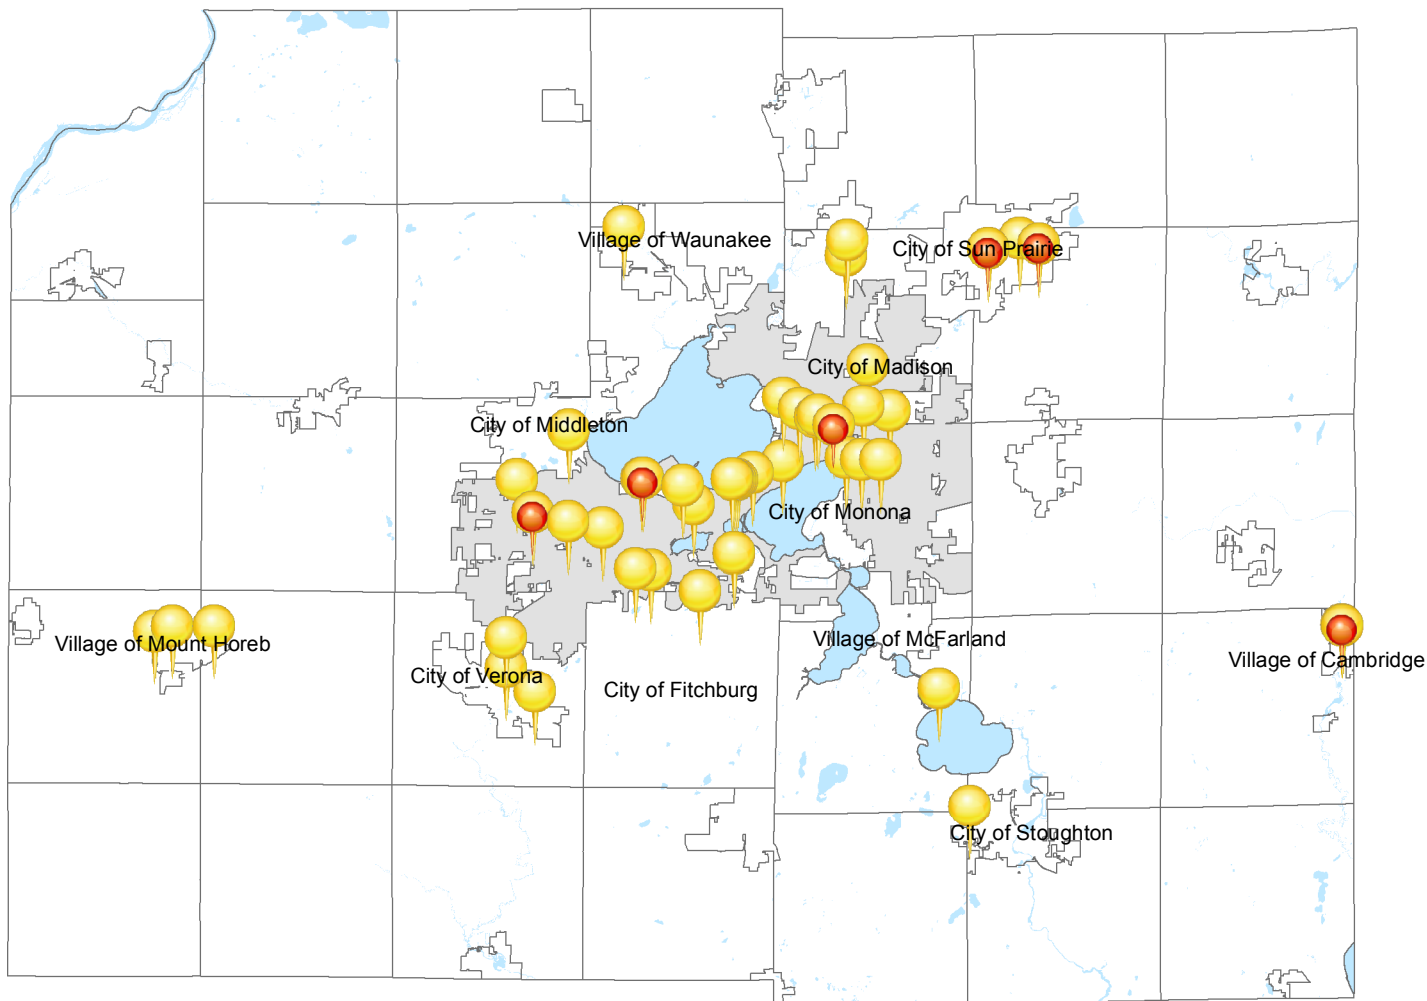 Village of Waunakee
City of Sun Prairie
City of Madison
City of Middleton
City of Monona
Village of McFarland
Village of Mount Horeb
Village of Cambridge
City of Verona
City of Fitchburg
City of Stoughton